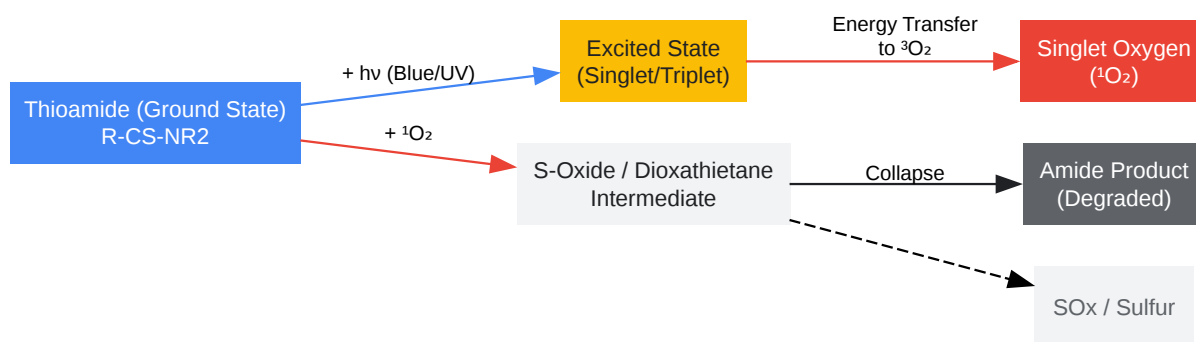 Thioamide (Ground State)
R-CS-NR2
+ hν (Blue/UV)
Excited State
(Singlet/Triplet)
Energy Transfer
to ³O₂
Singlet Oxygen
(¹O₂)
+ ¹O₂
S-Oxide / Dioxathietane
Intermediate
Collapse
Amide Product
(Degraded)
SOx / Sulfur